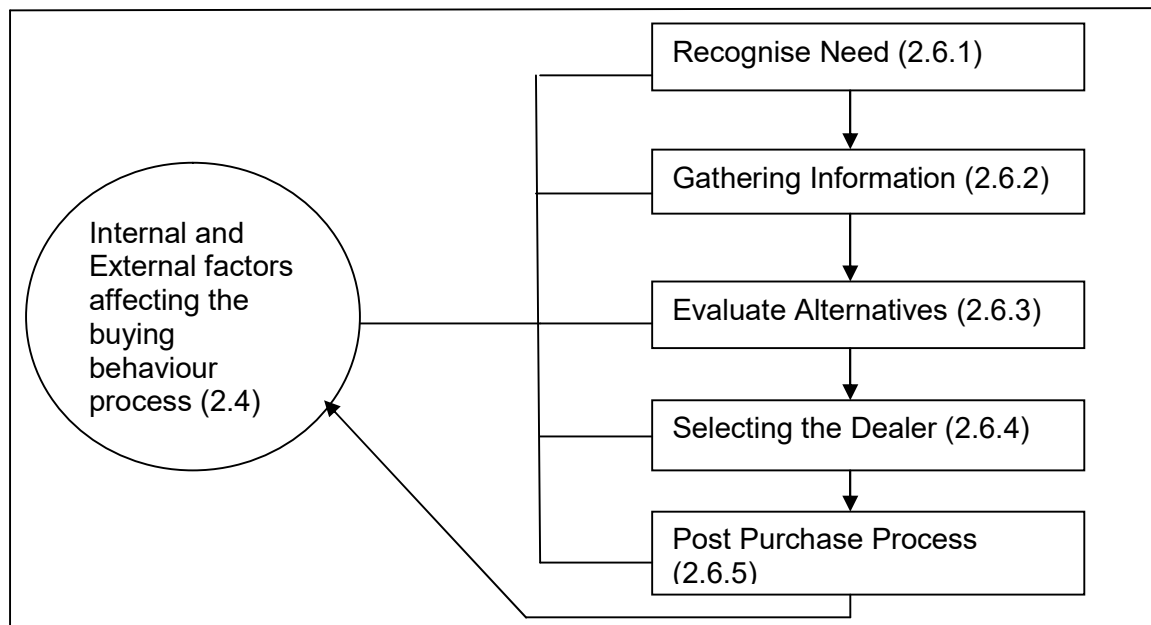 Recognise Need (2.6.1)
Gathering Information (2.6.2)
Internal and
External factors
affecting the
buying
behaviour
process (2.4)
Evaluate Alternatives (2.6.3)
Selecting the Dealer (2.6.4)
Post Purchase Process
(2.6.5)